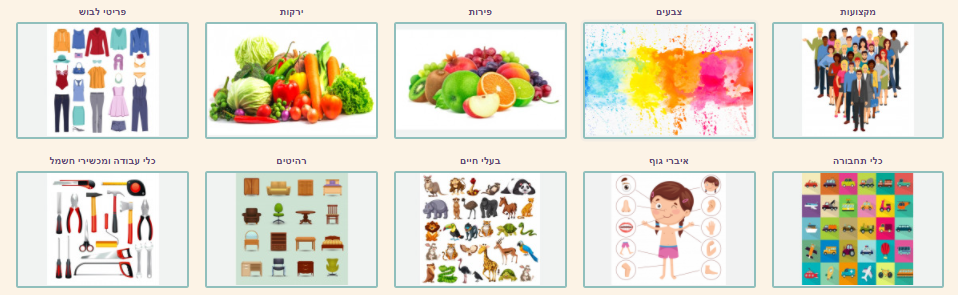 מקצועות
צבעים
פירות
ירקות
פריטי לבוש
כלי תחבורה
איברי גוף
בעלי חיים
רהיטים
כלי עבודה ומכשירי חשמל